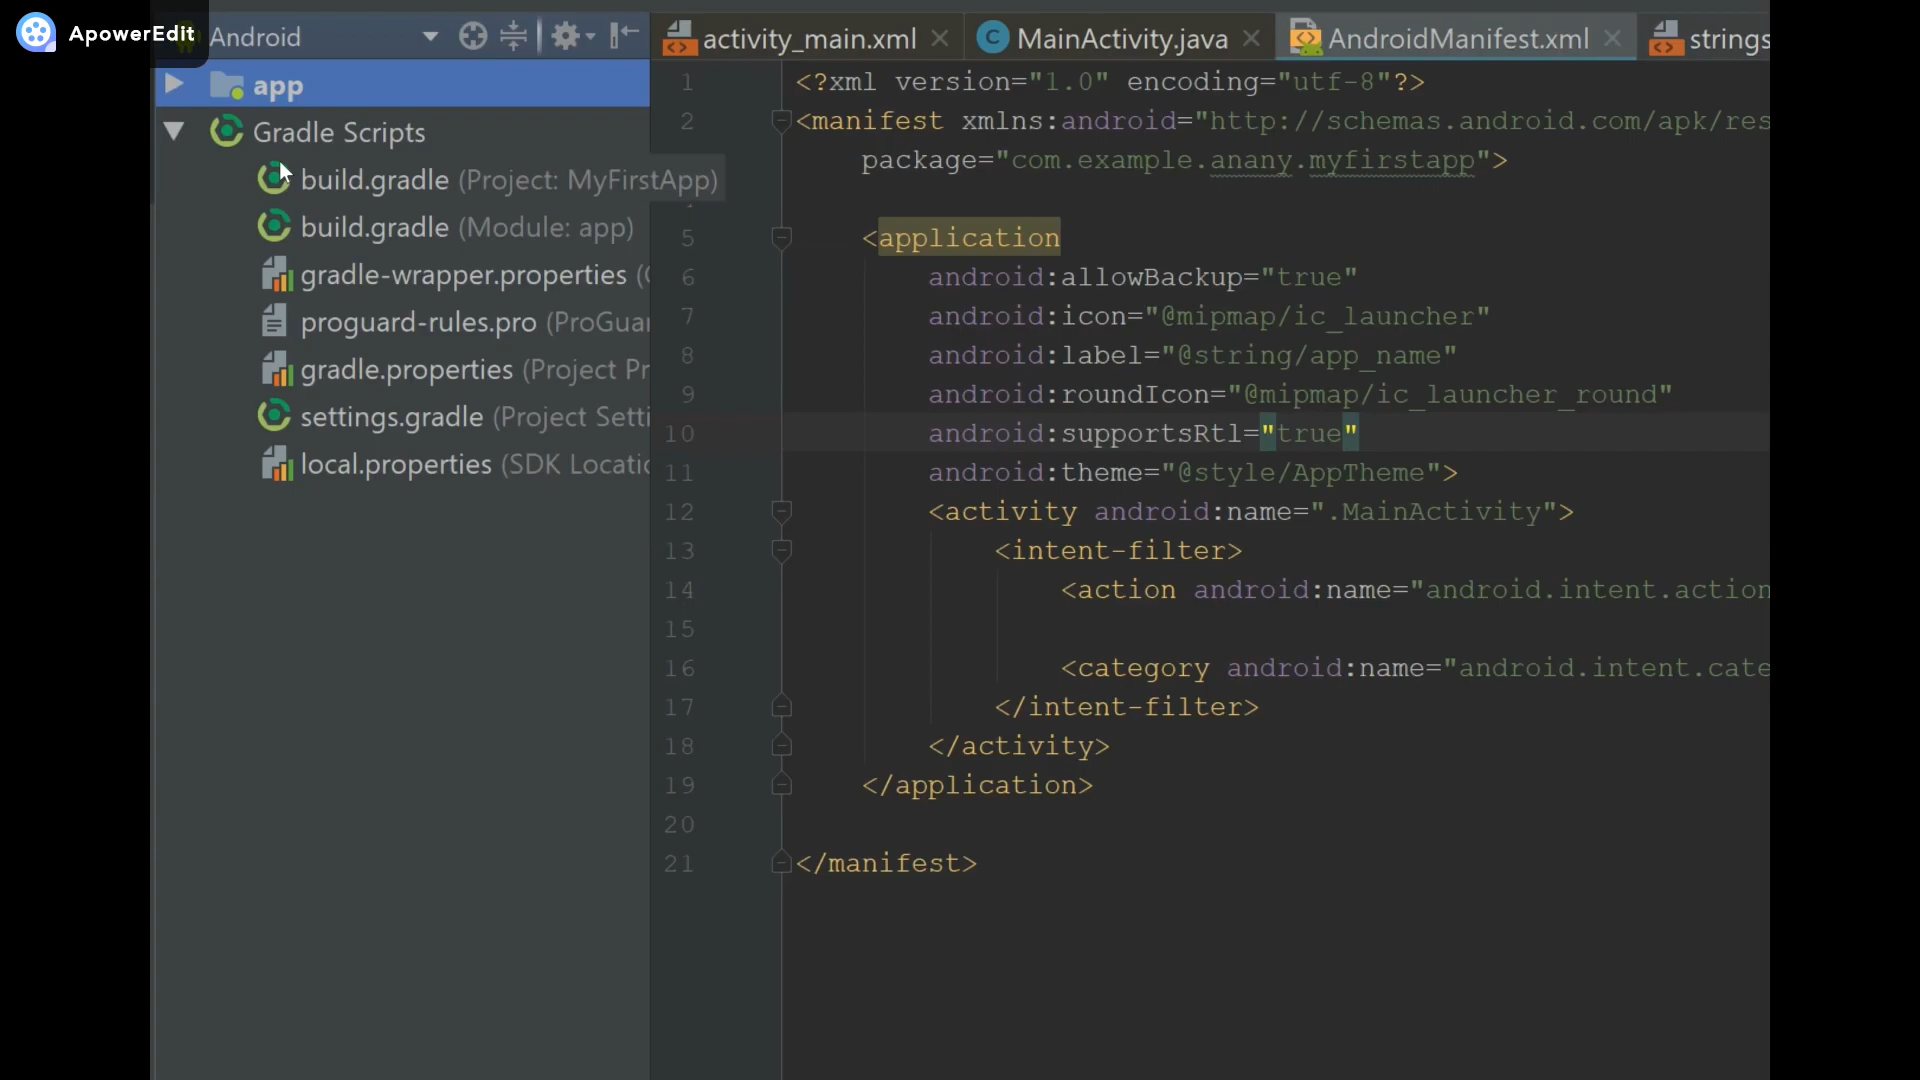 ApowerEdit
Android
activity_main.xml
MainActivity.java
AndroidManifest.xml
strings
app
Gradle Scripts
build.gradle (Project: MyFirstApp)
build.gradle (Module: app)
gradle-wrapper.properties (
proguard-rules.pro (ProGuar
gradle.properties (Project Pr
settings.gradle (Project Setti
local.properties (SDK Locatio
1 <?xml version="1.0" encoding="utf-8"?>
2 <manifest xmlns:android="http://schemas.android.com/apk/res
package="com.example.anany.myfirstapp">
5 <application
6 android:allowBackup="true"
7 android:icon="@mipmap/ic_launcher"
8 android:label="@string/app_name"
9 android:roundIcon="@mipmap/ic_launcher_round"
10 android:supportsRtl="true"
11 android:theme="@style/AppTheme">
12 <activity android:name=".MainActivity">
13 <intent-filter>
14 <action android:name="android.intent.action
15
16 <category android:name="android.intent.cate
17 </intent-filter>
18 </activity>
19 </application>
20
21 </manifest>